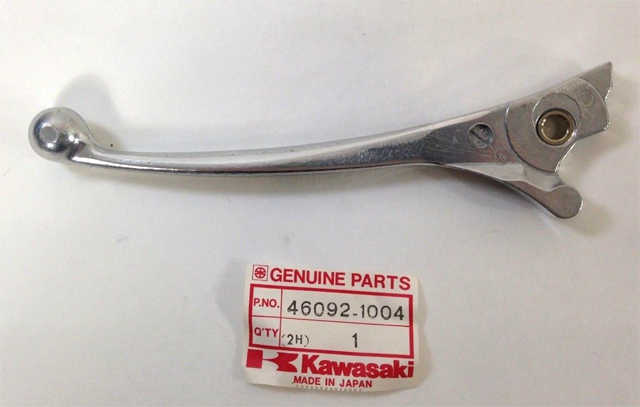 GENUINE PARTS
P.NO. 46092-1004
Q'TY (2H) 1
Kawasaki
MADE IN JAPAN